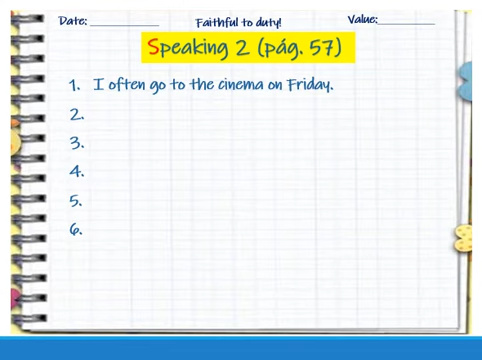 Date: ____________ Faithful to duty! Value:__________
Speaking 2 (pág. 57)
1. I often go to the cinema on Friday.
2.
3.
4.
5.
6.